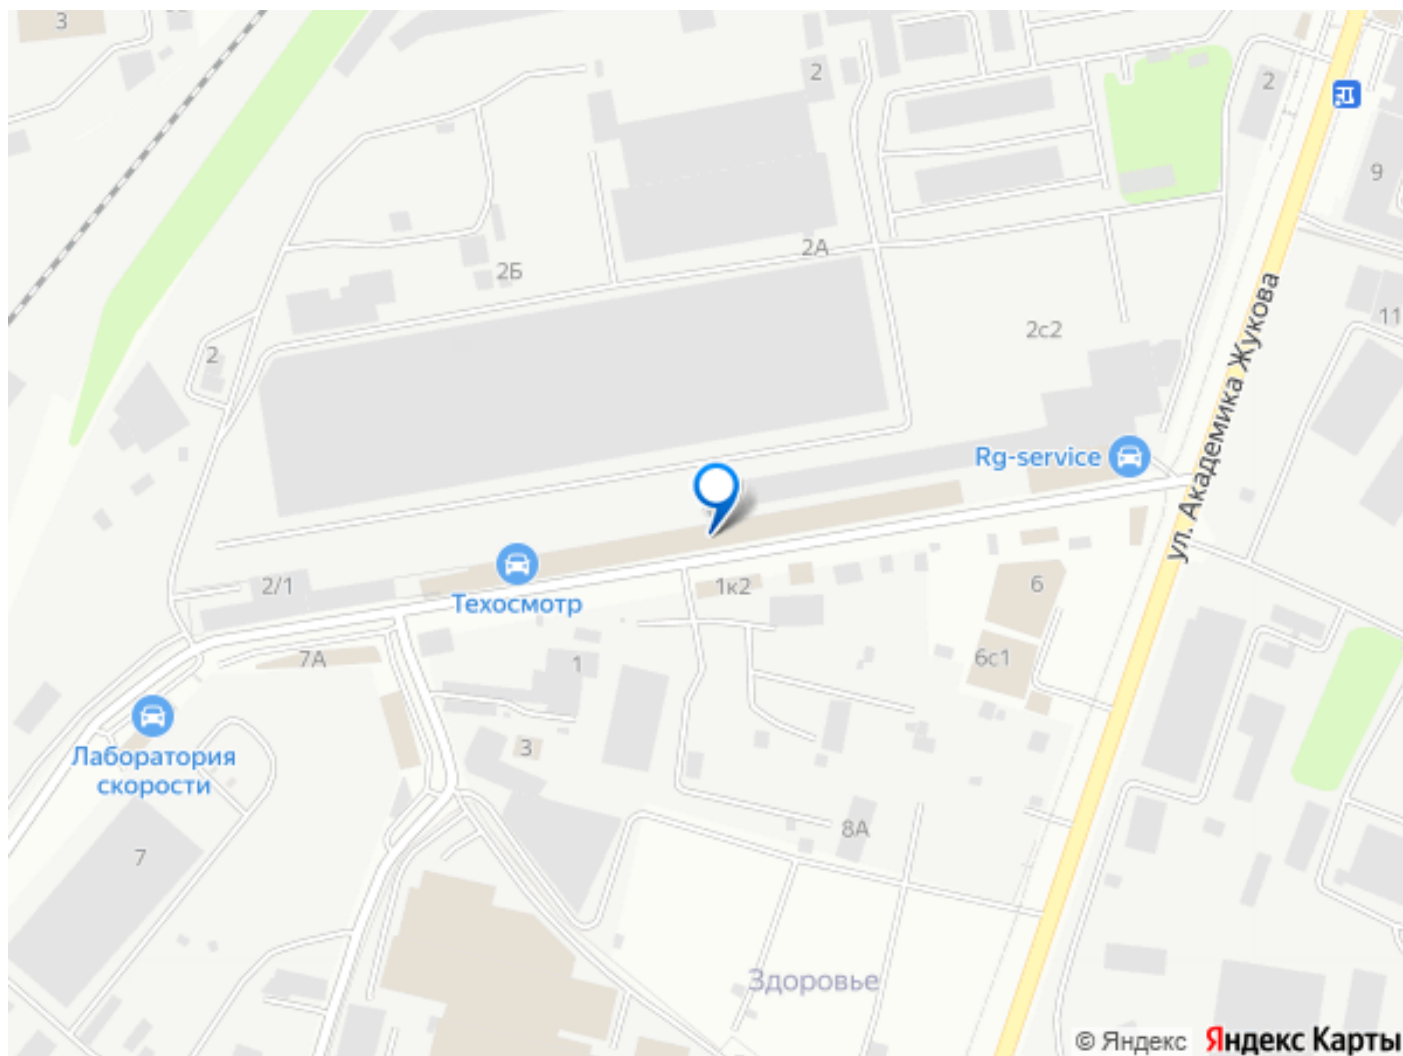 3
2
2
9
2А
2Б
ул. Академика Жукова
11
2с2
2
Rg-service
Техосмотр
2/1
1к2
6
7А
1
6с1
Лаборатория
скорости
3
8А
7
Здоровье
© Яндекс Яндекс Карты